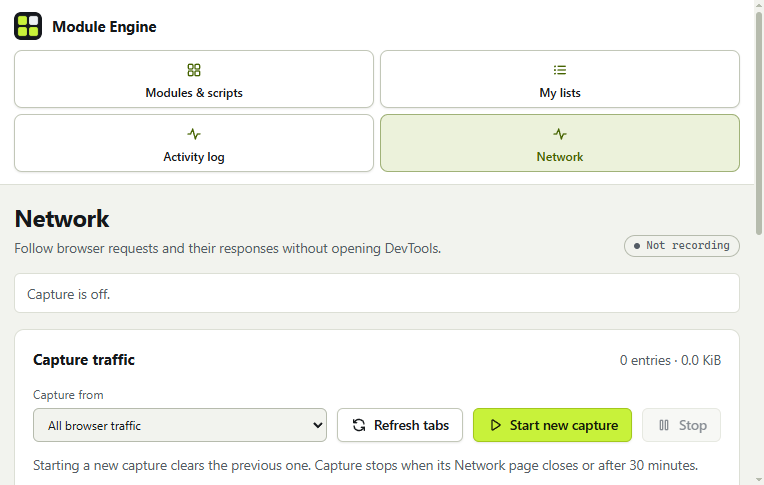 Module Engine
Modules & scripts
My lists
Activity log
Network
Network
Follow browser requests and their responses without opening DevTools.
Not recording
Capture is off.
Capture traffic
0 entries · 0.0 KiB
Capture from
All browser traffic
Refresh tabs
Start new capture
Stop
Starting a new capture clears the previous one. Capture stops when its Network page closes or after 30 minutes.